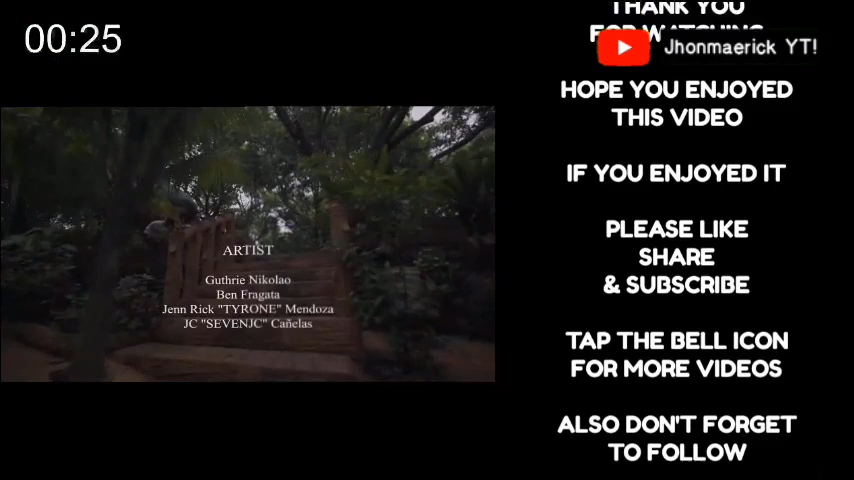 00:25
THANK YOU
FOR WATCHING
Jhonmaerick YT!
HOPE YOU ENJOYED
THIS VIDEO
IF YOU ENJOYED IT
PLEASE LIKE
SHARE
& SUBSCRIBE
TAP THE BELL ICON
FOR MORE VIDEOS
ALSO DON'T FORGET
TO FOLLOW
ARTIST
Guthrie Nikolao
Ben Fragata
Jenn Rick "TYRONE" Mendoza
JC "SEVENJC" Cañelas